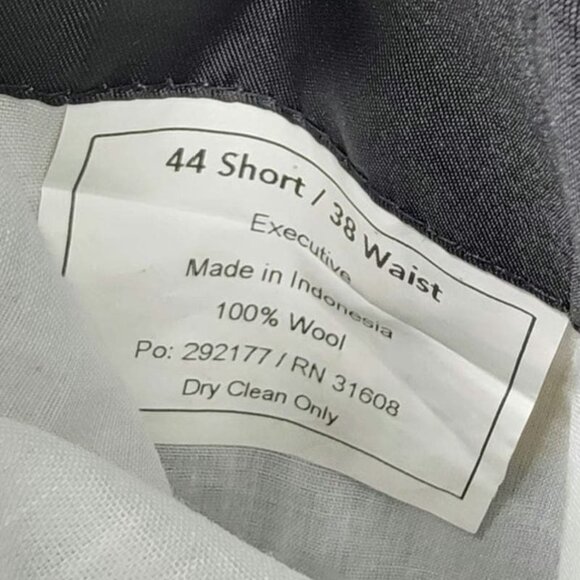 44 Short / 38 Waist
Executive
Made in Indonesia
100% Wool
Po: 292177 / RN 31608
Dry Clean Only